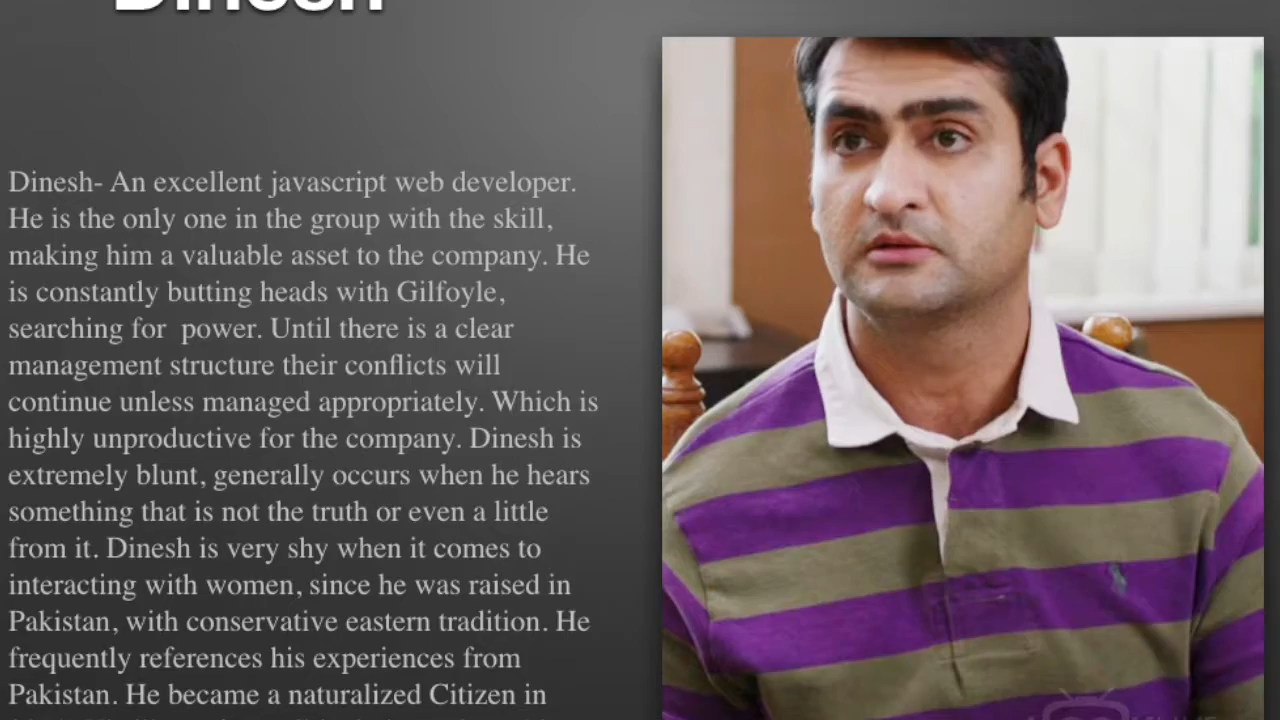 Dinesh
Dinesh- An excellent javascript web developer.
He is the only one in the group with the skill,
making him a valuable asset to the company. He
is constantly butting heads with Gilfoyle,
searching for  power. Until there is a clear
management structure their conflicts will
continue unless managed appropriately. Which is
highly unproductive for the company. Dinesh is
extremely blunt, generally occurs when he hears
something that is not the truth or even a little
from it. Dinesh is very shy when it comes to
interacting with women, since he was raised in
Pakistan, with conservative eastern tradition. He
frequently references his experiences from
Pakistan. He became a naturalized Citizen in